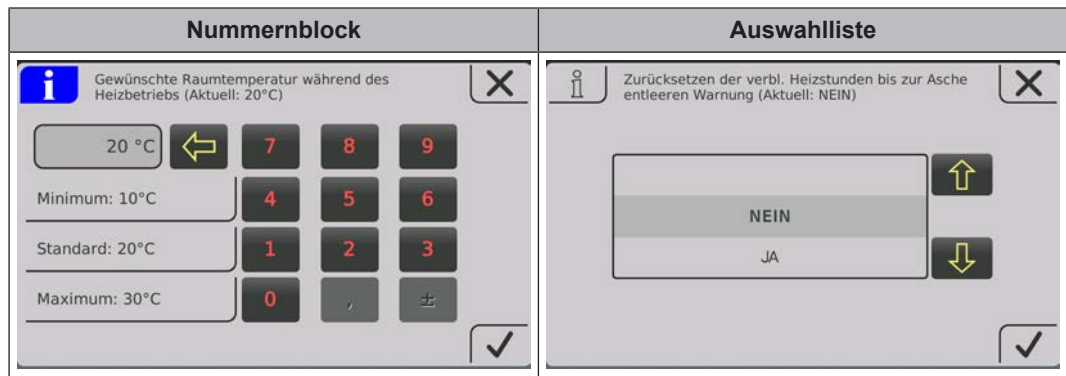 Nummernblock
Auswahlliste
i
Gewünschte Raumtemperatur während des
Heizbetriebs (Aktuell: 20°C)
20 °C
7 8 9
Minimum: 10°C
4 5 6
Standard: 20°C
1 2 3
Maximum: 30°C
0 , ±
i
Zurücksetzen der verbl. Heizstunden bis zur Asche
entleeren Warnung (Aktuell: NEIN)
NEIN
JA